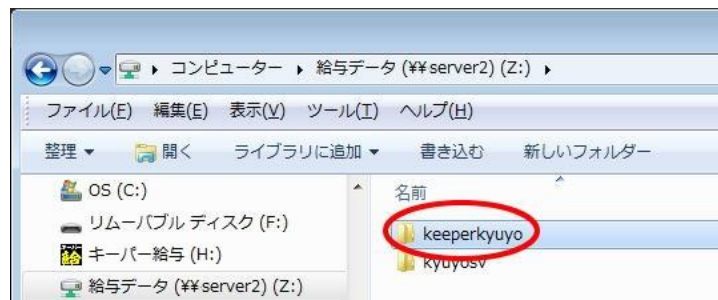 コンピューター 給与データ (¥¥server2) (Z:)
ファイル(F) 編集(E) 表示(V) ツール(T) ヘルプ(H)
整理 開く ライブラリに追加 書き込む 新しいフォルダー
OS (C:)
リムーバブル ディスク (F:)
キーパー給与 (H:)
給与データ (¥¥server2) (Z:)
名前
keeperkyuyo
kyuyosv